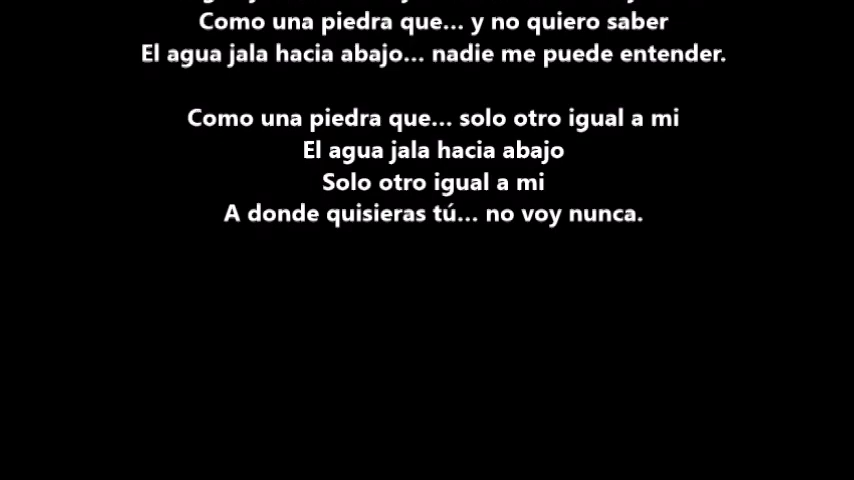 Como una piedra que... y no quiero saber
El agua jala hacia abajo... nadie me puede entender.
Como una piedra que... solo otro igual a mi
El agua jala hacia abajo
Solo otro igual a mi
A donde quisieras tú... no voy nunca.